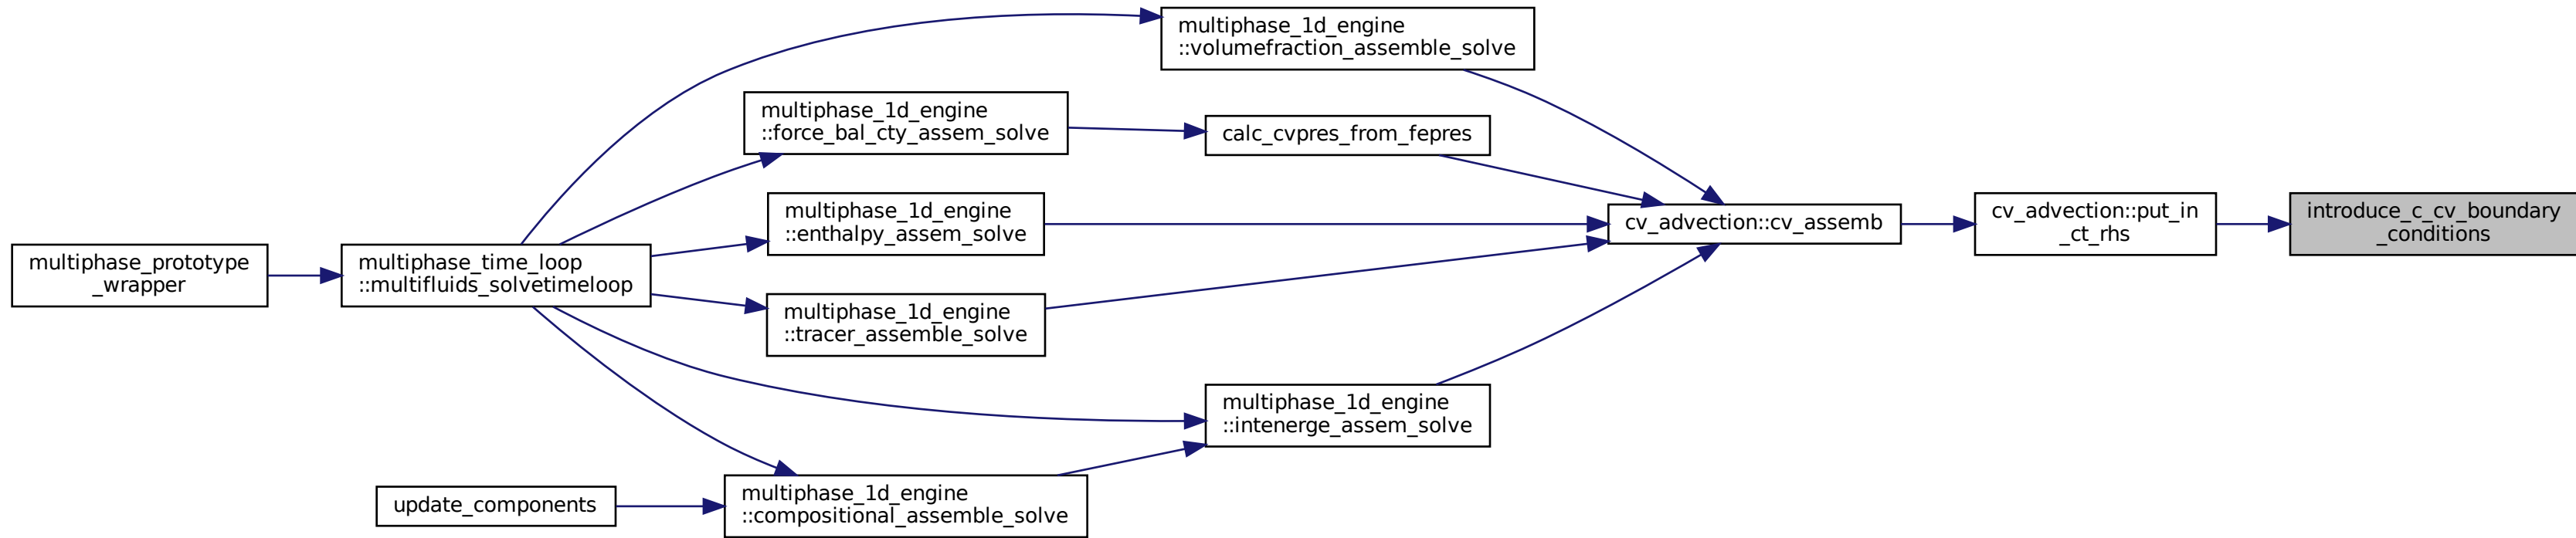 multiphase_prototype
_wrapper
multiphase_time_loop
::multifluids_solvetimeloop
update_components
multiphase_1d_engine
::volumefraction_assemble_solve
multiphase_1d_engine
::force_bal_cty_assem_solve
calc_cvpres_from_fepres
multiphase_1d_engine
::enthalpy_assem_solve
multiphase_1d_engine
::tracer_assemble_solve
multiphase_1d_engine
::intenerge_assem_solve
multiphase_1d_engine
::compositional_assemble_solve
cv_advection::cv_assemb
cv_advection::put_in
_ct_rhs
introduce_c_cv_boundary
_conditions